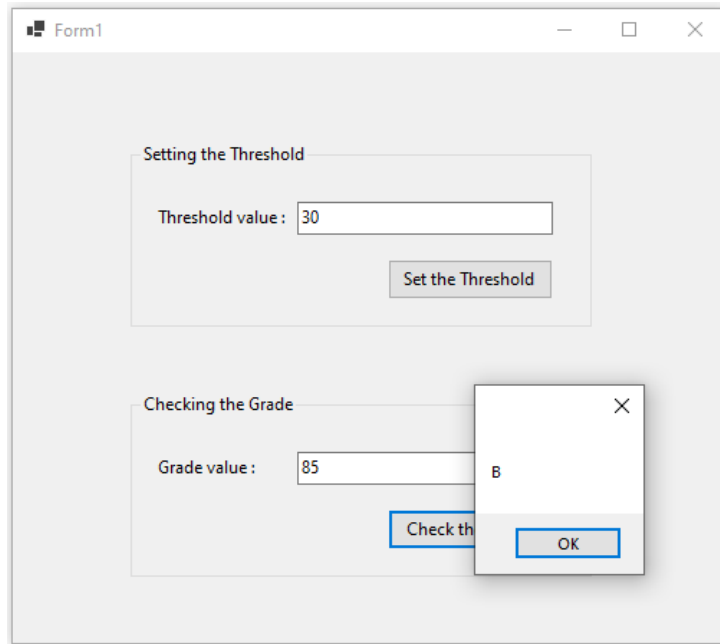 Form1
Setting the Threshold
Threshold value :
30
Set the Threshold
Checking the Grade
Grade value :
85
B
Check th
OK